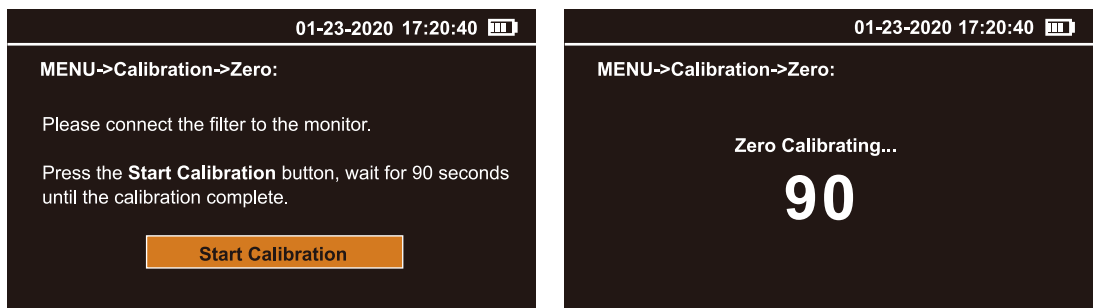 01-23-2020 17:20:40
MENU->Calibration->Zero:
Please connect the filter to the monitor.
Press the Start Calibration button, wait for 90 seconds
until the calibration complete.
Start Calibration
01-23-2020 17:20:40
MENU->Calibration->Zero:
Zero Calibrating...
90